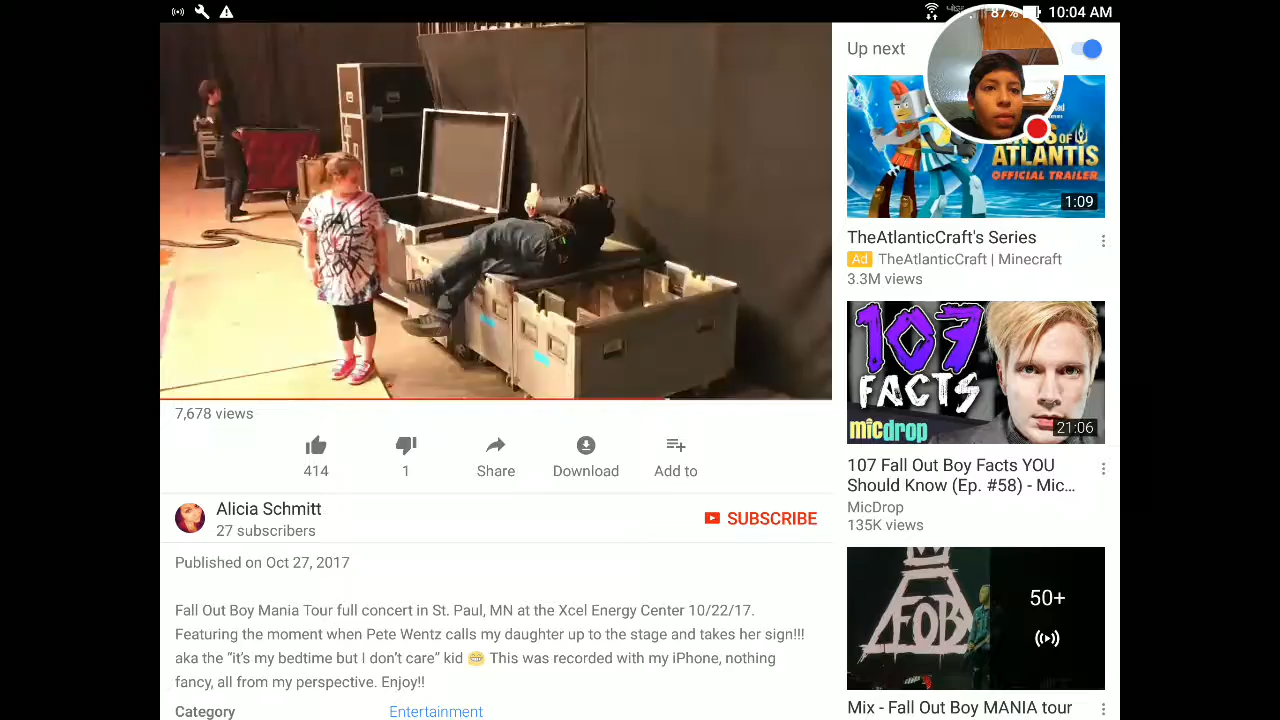 87%
10:04 AM
FALL
7,678 views
414
1
Share
Download
Add to
Alicia Schmitt
27 subscribers
SUBSCRIBE
Published on Oct 27, 2017
Fall Out Boy Mania Tour full concert in St. Paul, MN at the Xcel Energy Center 10/22/17.
Featuring the moment when Pete Wentz calls my daughter up to the stage and takes her sign!!!
aka the “it’s my bedtime but I don’t care” kid 😁 This was recorded with my iPhone, nothing
fancy, all from my perspective. Enjoy!!
Category
Entertainment
Up next
OF
ATLANTIS
OFFICIAL TRAILER
1:09
TheAtlanticCraft's Series
Ad TheAtlanticCraft | Minecraft
3.3M views
107
FACTS
micdrop
21:06
107 Fall Out Boy Facts YOU
Should Know (Ep. #58) - Mic...
MicDrop
135K views
FOB
50+
Mix - Fall Out Boy MANIA tour